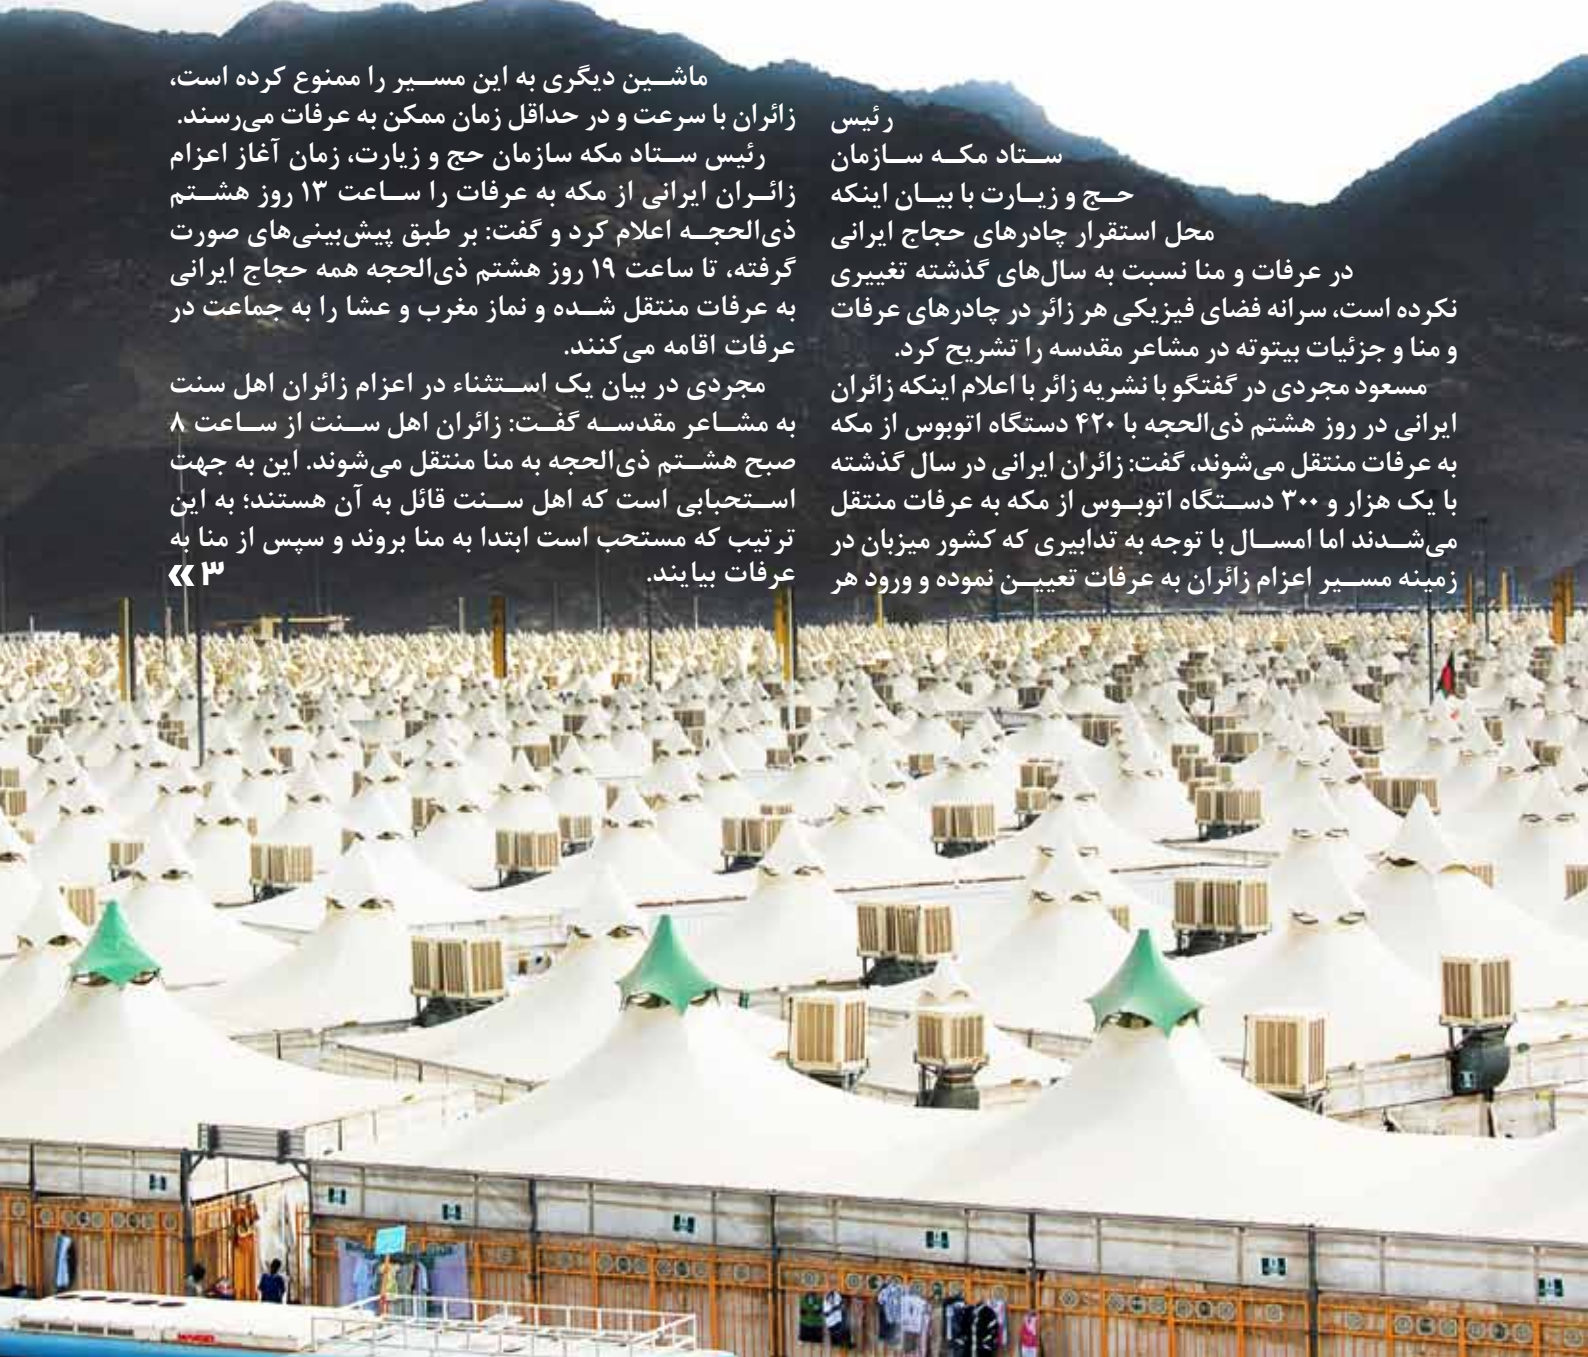 رئیس
ستاد مکه سازمان
حج و زیارت با بیان اینکه
محل استقرار چادرهای حجاج ایرانی
در عرفات و منا نسبت به سال‌های گذشته تغییری
نکرده است، سرانه فضای فیزیکی هر زائر در چادرهای عرفات
و منا و جزئیات بیتوته در مشاعر مقدسه را تشریح کرد.
مسعود مجردی در گفتگو با نشریه زائر با اعلام اینکه زائران
ایرانی در روز هشتم ذی‌الحجه با ۴۲۰ دستگاه اتوبوس از مکه
به عرفات منتقل می‌شوند، گفت: زائران ایرانی در سال گذشته
با یک هزار و ۳۰۰ دستگاه اتوبوس از مکه به عرفات منتقل
می‌شدند اما امسال با توجه به تدابیری که کشور میزبان در
زمینه مسیر اعزام زائران به عرفات تعیین نموده و ورود هر
ماشین دیگری به این مسیر را ممنوع کرده است،
زائران با سرعت و در حداقل زمان ممکن به عرفات می‌رسند.
رئیس ستاد مکه سازمان حج و زیارت، زمان آغاز اعزام
زائران ایرانی از مکه به عرفات را ساعت ۱۳ روز هشتم
ذی‌الحجه اعلام کرد و گفت: بر طبق پیش‌بینی‌های صورت
گرفته، تا ساعت ۱۹ روز هشتم ذی‌الحجه همه حجاج ایرانی
به عرفات منتقل شده و نماز مغرب و عشا را به جماعت در
عرفات اقامه می‌کنند.
مجردی در بیان یک استثناء در اعزام زائران اهل سنت
به مشاعر مقدسه گفت: زائران اهل سنت از ساعت ۸
صبح هشتم ذی‌الحجه به منا منتقل می‌شوند. این به جهت
استحبابی است که اهل سنت قائل به آن هستند؛ به این
ترتیب که مستحب است ابتدا به منا بروند و سپس از منا به
عرفات بیایند. ۳ »